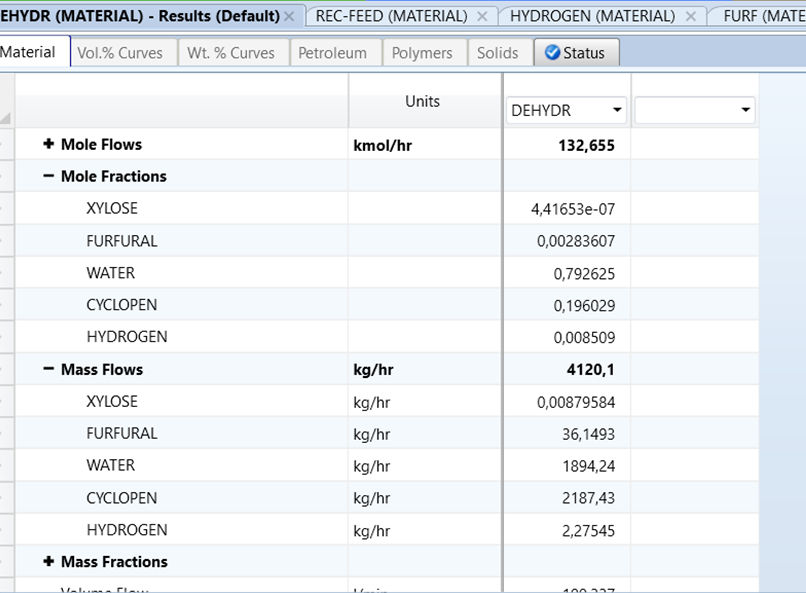 EHYDR (MATERIAL) - Results (Default) × REC-FEED (MATERIAL) × HYDROGEN (MATERIAL) × FURF (MATE
Material Vol.% Curves Wt. % Curves Petroleum Polymers Solids Status
Units DEHYDR
Mole Flows kmol/hr 132,655
Mole Fractions
XYLOSE 4,41653e-07
FURFURAL 0,00283607
WATER 0,792625
CYCLOPEN 0,196029
HYDROGEN 0,008509
Mass Flows kg/hr 4120,1
XYLOSE kg/hr 0,00879584
FURFURAL kg/hr 36,1493
WATER kg/hr 1894,24
CYCLOPEN kg/hr 2187,43
HYDROGEN kg/hr 2,27545
Mass Fractions
Volume Flow